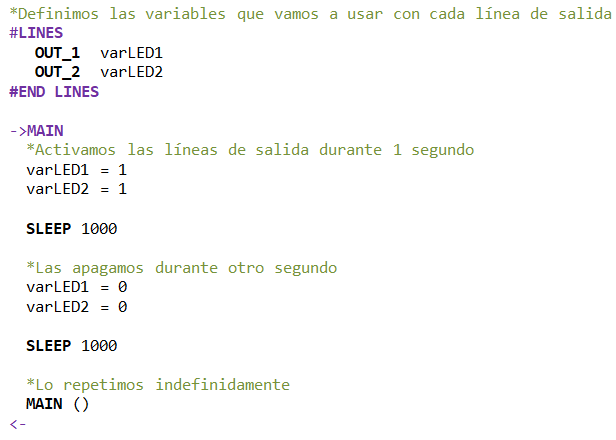 *Definimos las variables que vamos a usar con cada línea de salida
#LINES
OUT_1 varLED1
OUT_2 varLED2
#END LINES
->MAIN
*Activamos las líneas de salida durante 1 segundo
varLED1 = 1
varLED2 = 1
SLEEP 1000
*Las apagamos durante otro segundo
varLED1 = 0
varLED2 = 0
SLEEP 1000
*Lo repetimos indefinidamente
MAIN ()
<-